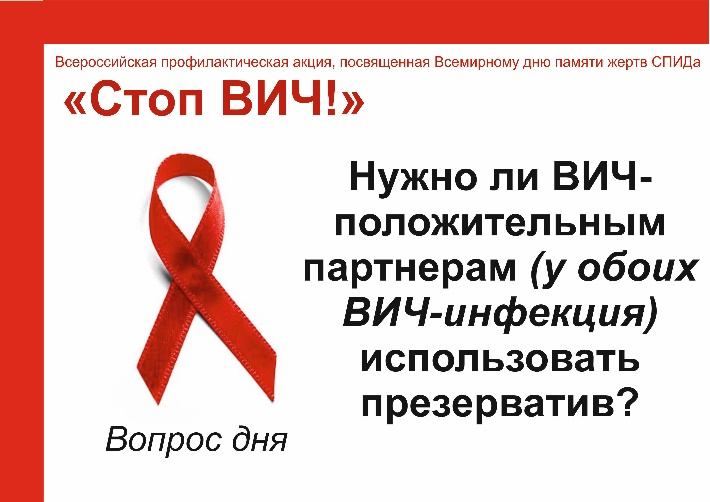 Всероссийская профилактическая акция, посвященная Всемирному дню памяти жертв СПИДа
«Стоп ВИЧ!»
Нужно ли ВИЧ-
положительным
партнерам (у обоих
ВИЧ-инфекция)
использовать
презерватив?
Вопрос дня